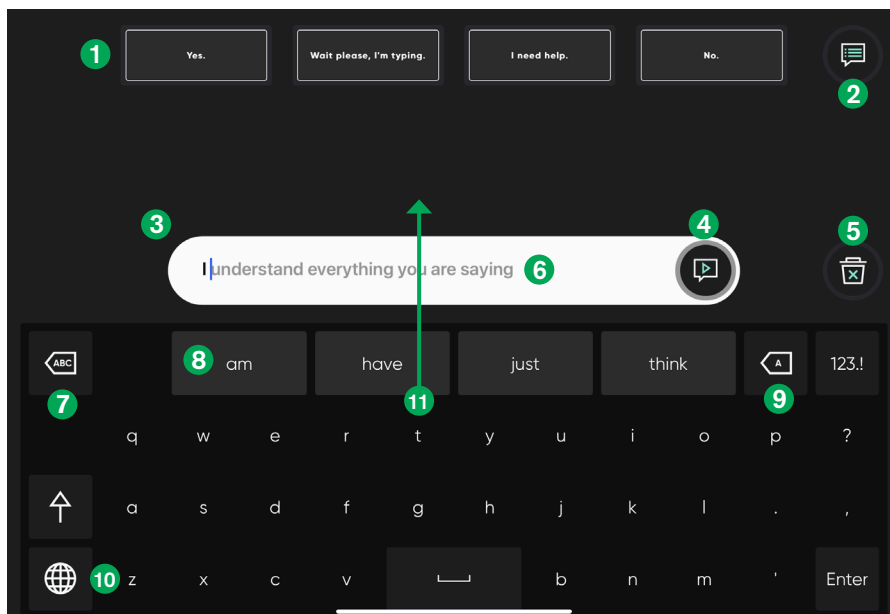 1 Yes. Wait please, I'm typing. I need help. No.
2
3 4 5
I understand everything you are saying 6
ABC 8 am have just think A 123.!
7 11 9
q w e r t y u i o p ?
a s d f g h j k l . ,
10 z x c v b n m ' Enter